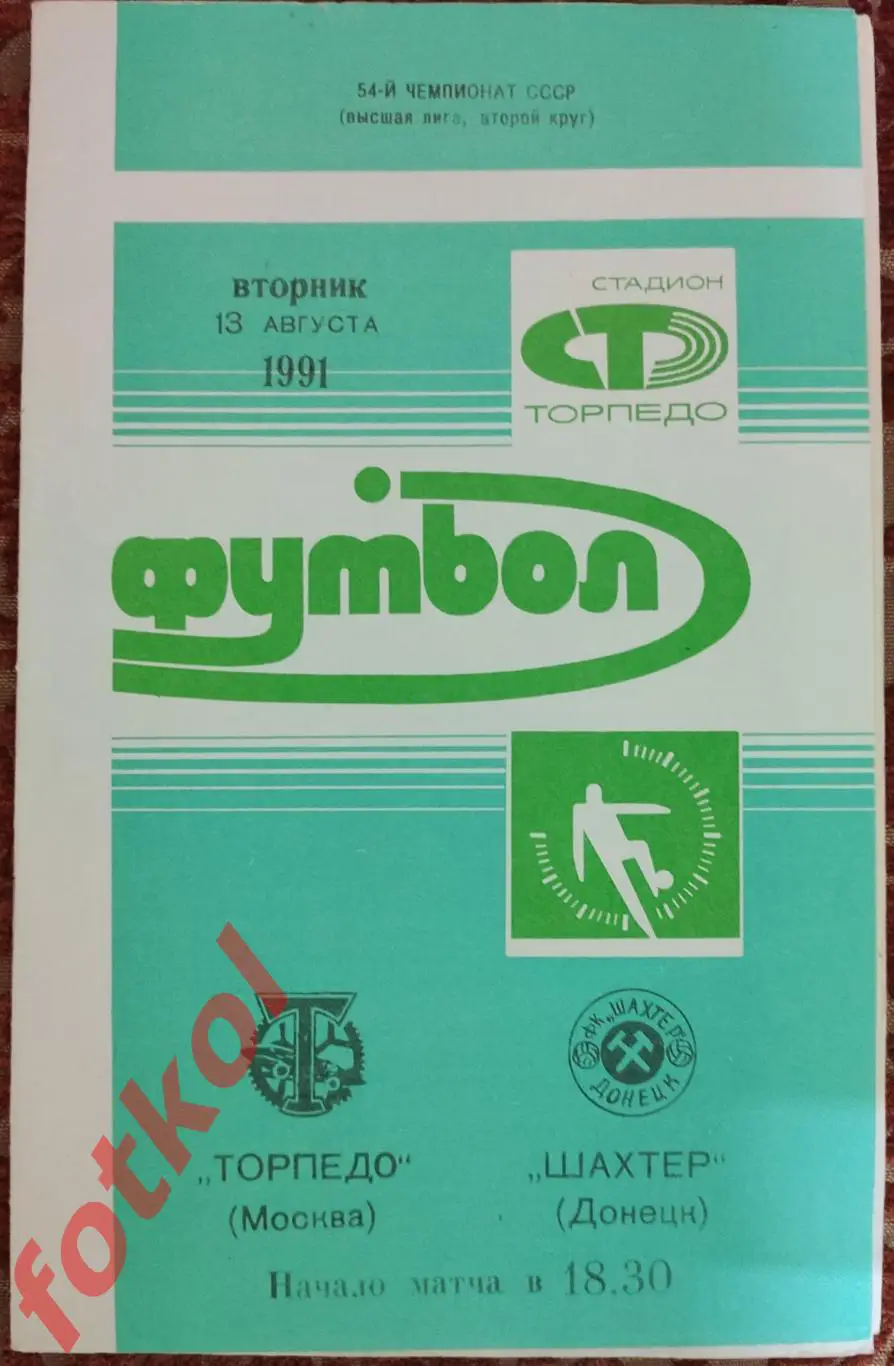 54-Й ЧЕМПИОНАТ СССР
(высшая лига, второй круг)
вторник
13 АВГУСТА
1991
СТАДИОН
ТОРПЕДО
футбол
ФК „ШАХТЕР"
ДОНЕЦК
„ТОРПЕДО"
(Москва)
„ШАХТЕР"
(Донецк)
Начало матча в 18.30
fotkol